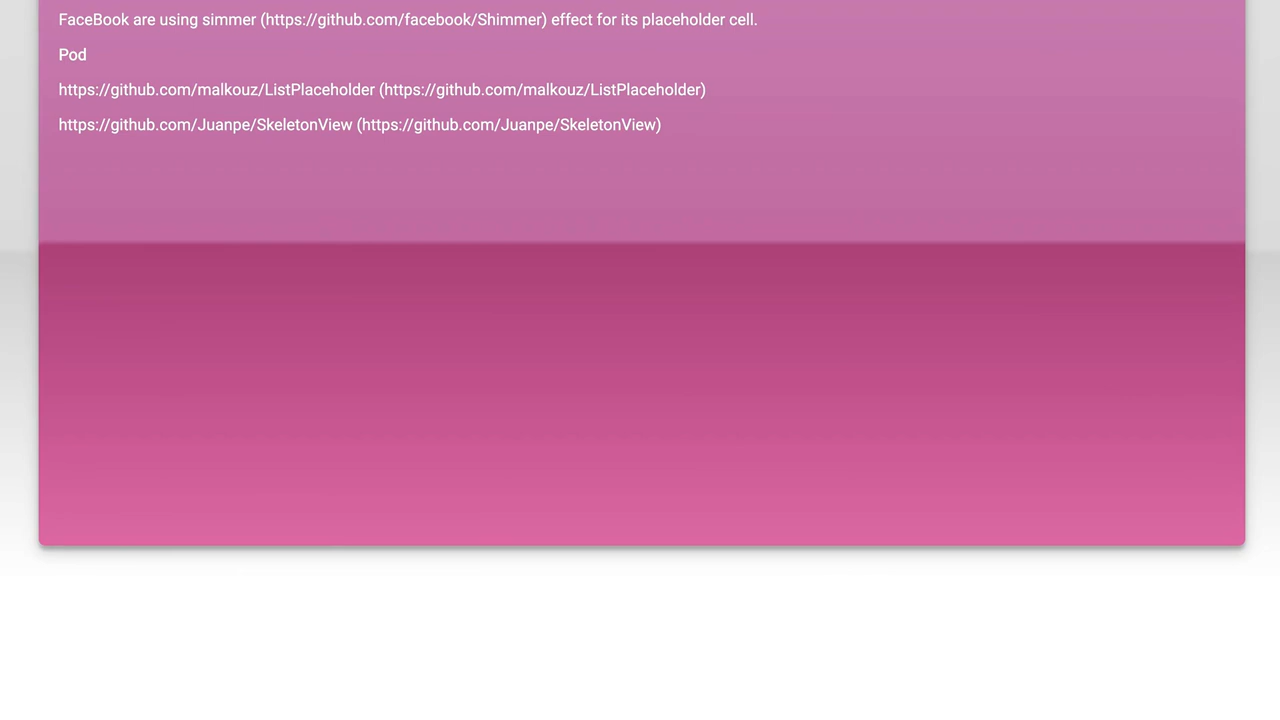 FaceBook are using simmer (https://github.com/facebook/Shimmer) effect for its placeholder cell.
Pod
https://github.com/malkouz/ListPlaceholder (https://github.com/malkouz/ListPlaceholder)
https://github.com/Juanpe/SkeletonView (https://github.com/Juanpe/SkeletonView)